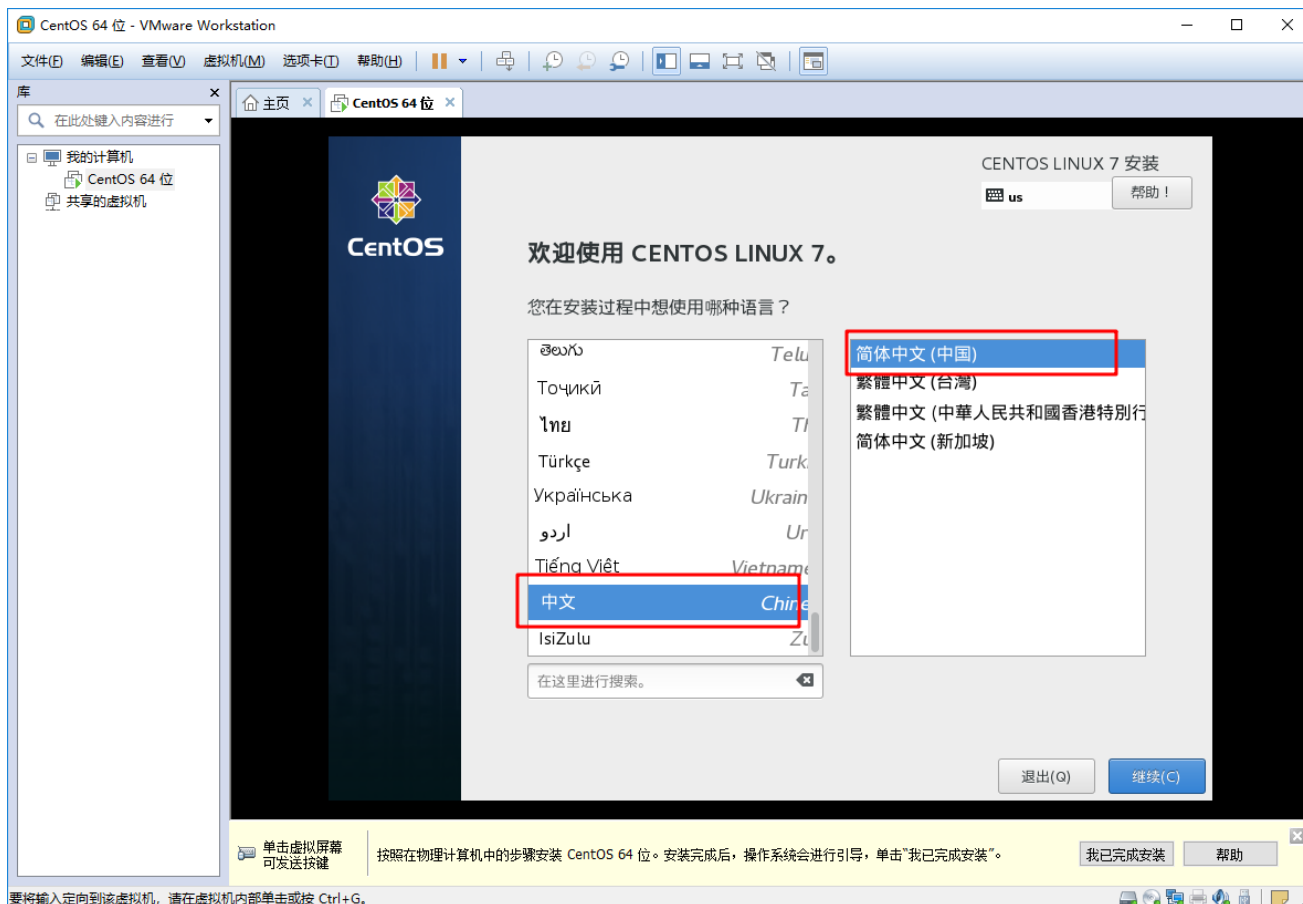 CentOS 64 位 - VMware Workstation
文件(F) 编辑(E) 查看(V) 虚拟机(M) 选项卡(T) 帮助(H)
库
在此处键入内容进行
我的计算机
CentOS 64 位
共享的虚拟机
主页
CentOS 64 位
CentOS
CENTOS LINUX 7 安装
us
帮助！
欢迎使用 CENTOS LINUX 7。
您在安装过程中想使用哪种语言？
తెలుగు Telu
Тоҷикӣ Ta
ไทย Th
Türkçe Turk
Українська Ukrain
اردو Ur
Tiếng Việt Vietname
中文 Chine
IsiZulu Zu
在这里进行搜索。
简体中文 (中国)
繁體中文 (台灣)
繁體中文 (中華人民共和國香港特別行
简体中文 (新加坡)
退出(Q)
继续(C)
单击虚拟屏幕
可发送按键
按照在物理计算机中的步骤安装 CentOS 64 位。安装完成后，操作系统会进行引导，单击“我已完成安装”。
我已完成安装
帮助
要将输入定向到该虚拟机，请在虚拟机内部单击或按 Ctrl+G。